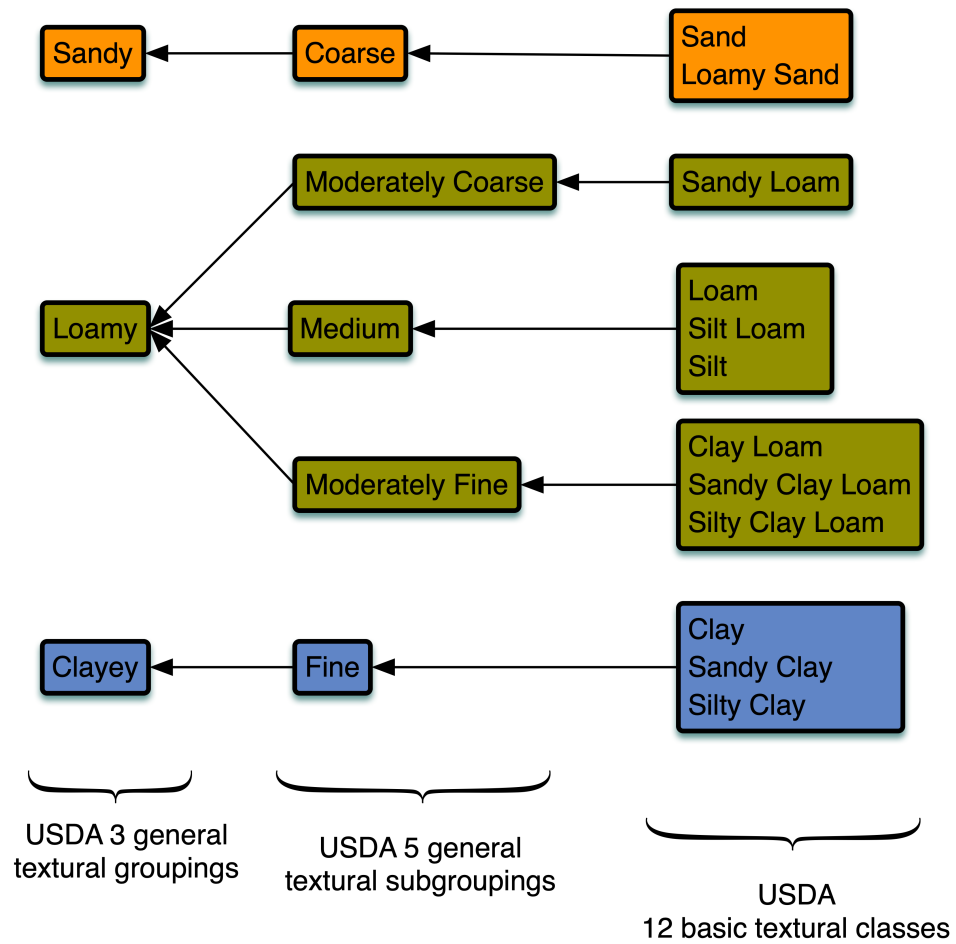 Sandy
Coarse
Sand
Loamy Sand
Moderately Coarse
Sandy Loam
Loamy
Medium
Loam
Silt Loam
Silt
Moderately Fine
Clay Loam
Sandy Clay Loam
Silty Clay Loam
Clayey
Fine
Clay
Sandy Clay
Silty Clay
USDA 3 general
textural groupings
USDA 5 general
textural subgroupings
USDA
12 basic textural classes